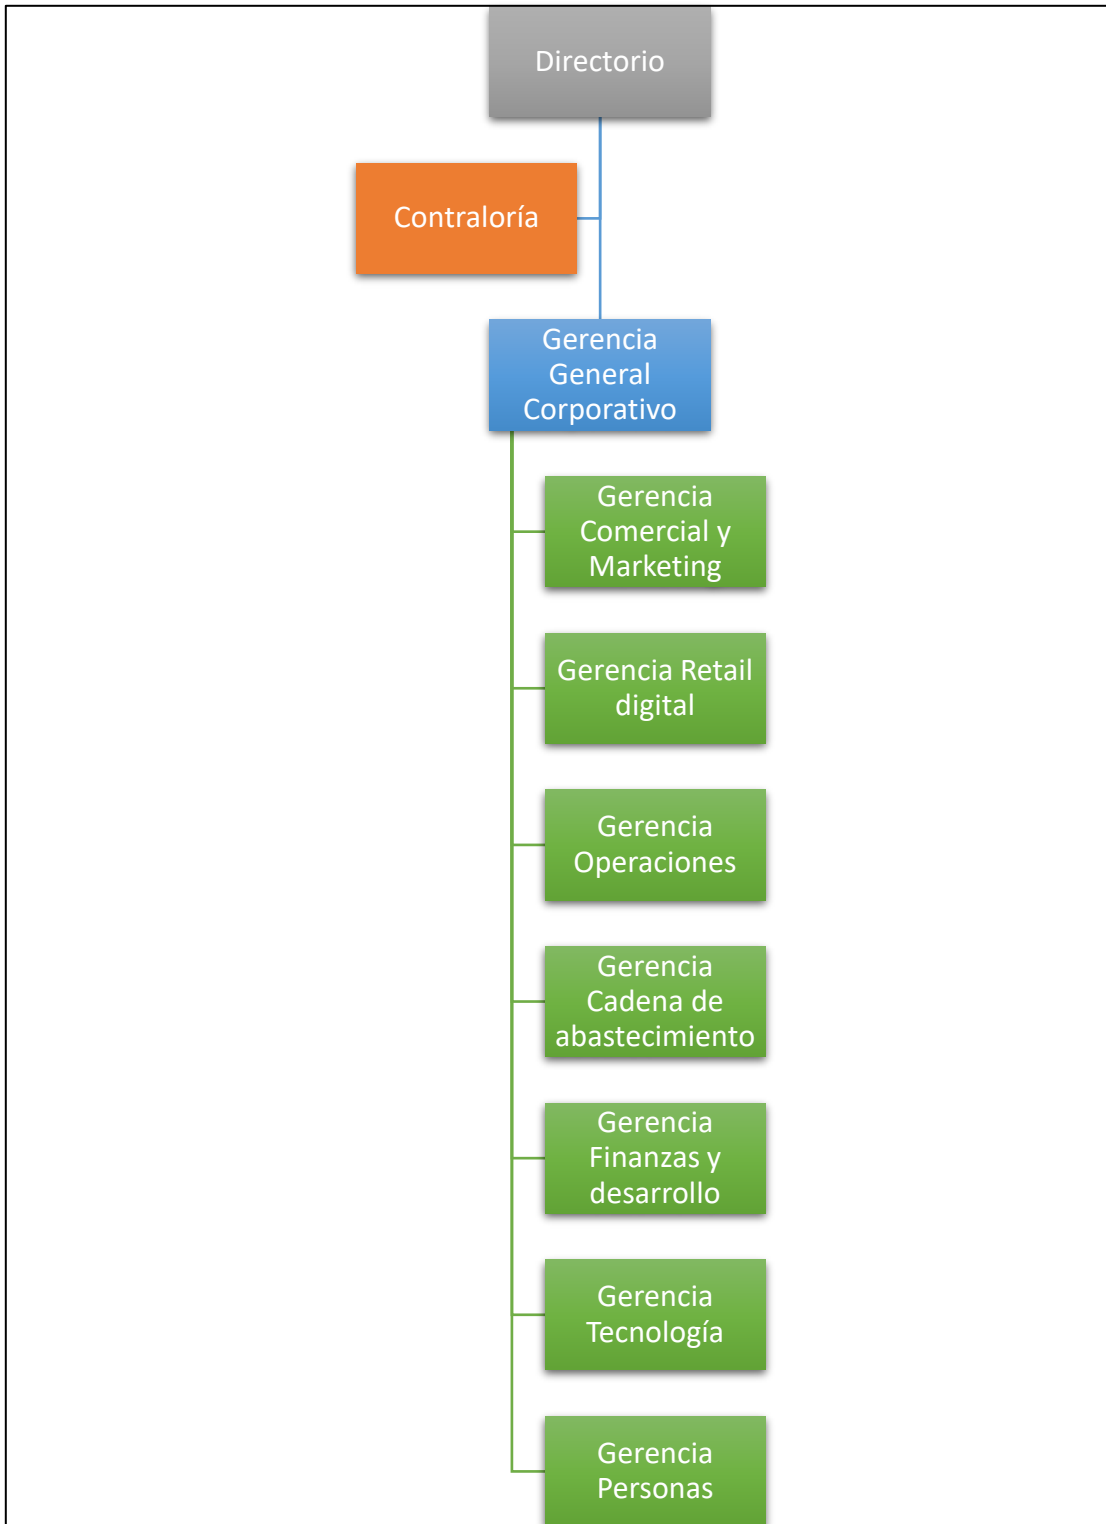 Directorio
Contraloría
Gerencia
General
Corporativo
Gerencia
Comercial y
Marketing
Gerencia Retail
digital
Gerencia
Operaciones
Gerencia
Cadena de
abastecimiento
Gerencia
Finanzas y
desarrollo
Gerencia
Tecnología
Gerencia
Personas